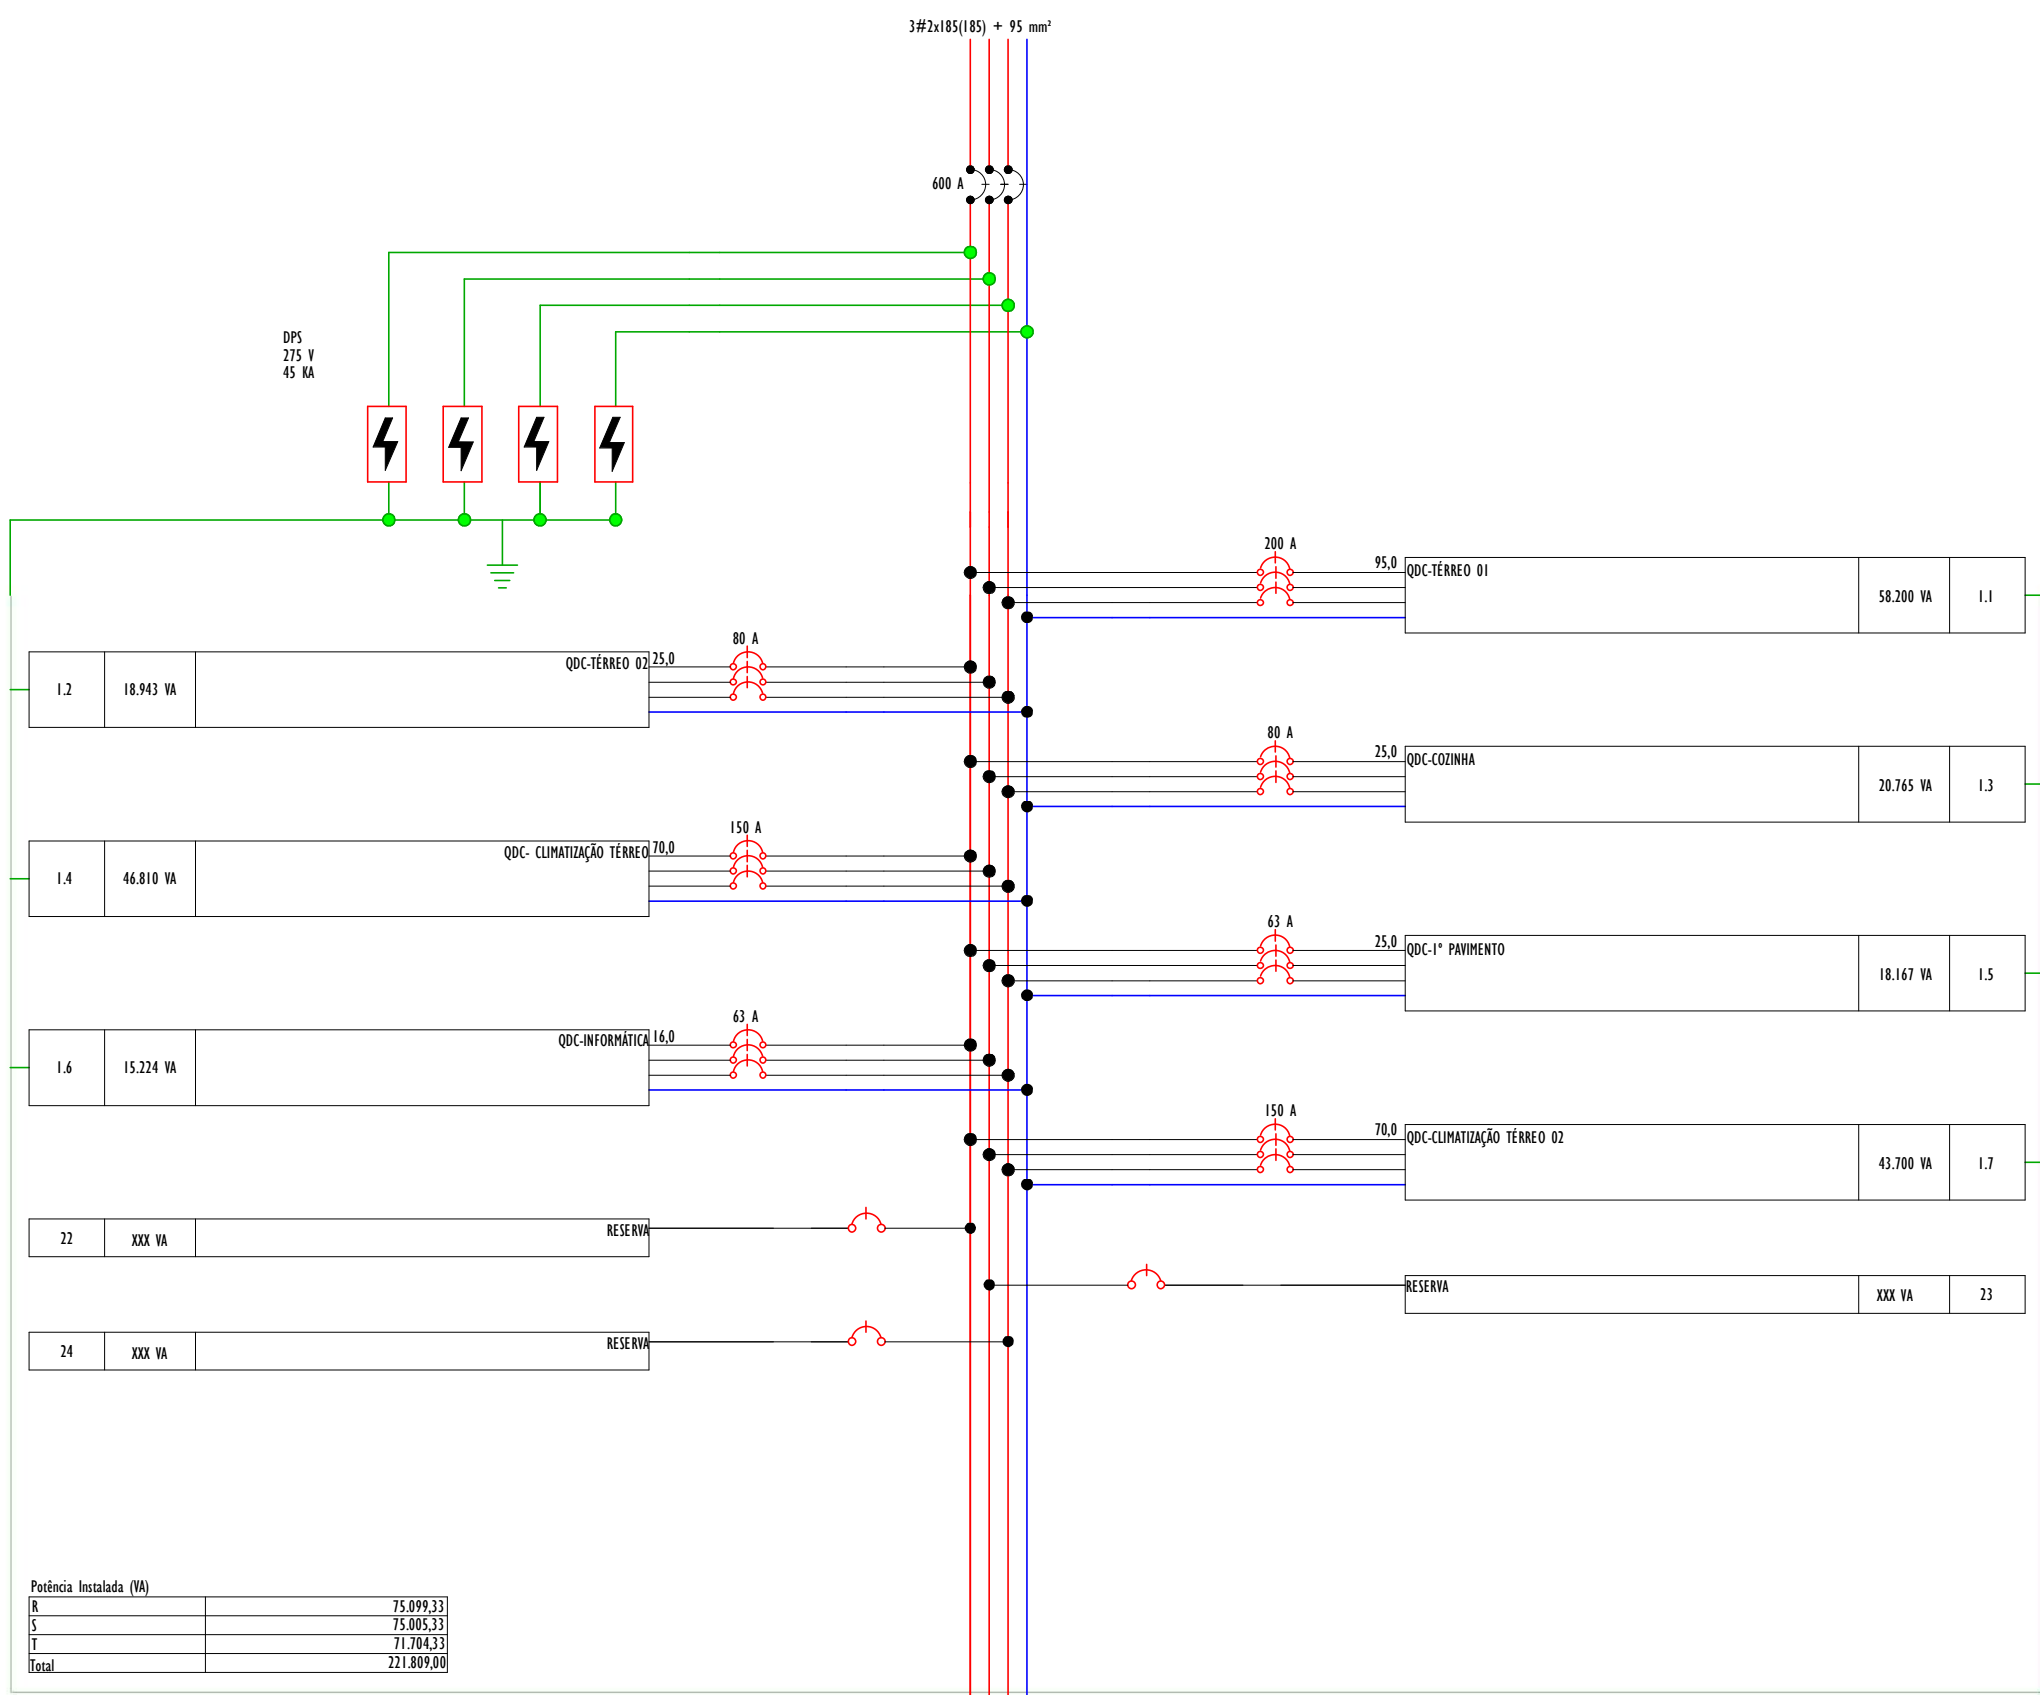 3#2x185(185) + 95 mm²
600 A
DPS
275 V
45 KA
200 A
95,0
QDC-TÉRREO 01
58.200 VA
1.1
80 A
1.2
18.943 VA
QDC-TÉRREO 02
25,0
80 A
25,0
QDC-COZINHA
20.765 VA
1.3
150 A
1.4
46.810 VA
QDC- CLIMATIZAÇÃO TÉRREO
70,0
63 A
25,0
QDC-1° PAVIMENTO
18.167 VA
1.5
63 A
1.6
15.224 VA
QDC-INFORMÁTICA
16,0
150 A
70,0
QDC-CLIMATIZAÇÃO TÉRREO 02
43.700 VA
1.7
22
XXX VA
RESERVA
RESERVA
XXX VA
23
24
XXX VA
RESERVA
Potência Instalada (VA)
R 75.099,33
S 75.005,33
T 71.704,33
Total 221.809,00